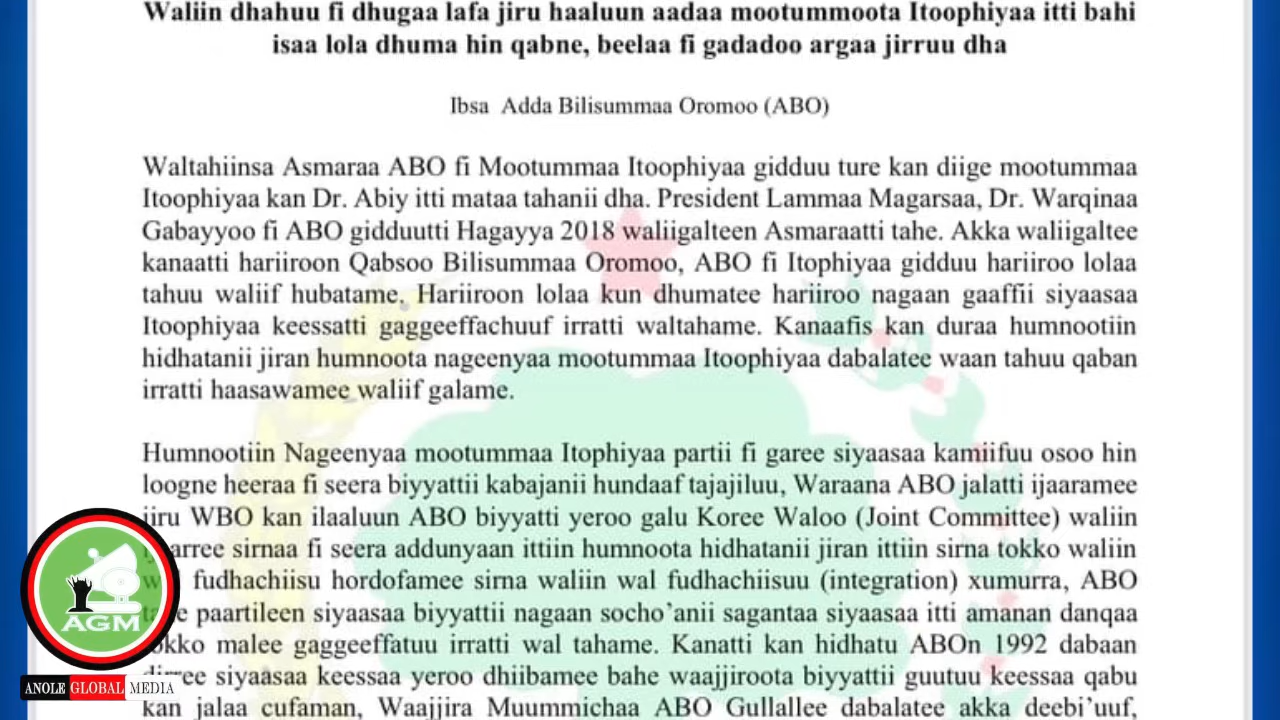 Waliin dhahuu fi dhugaa lafa jiru haaluun aadaa mootummoota Itoophiyaa itti bahi
isaa lola dhuma hin qabne, beelaa fi gadadoo argaa jirruu dha
Ibsa Adda Bilisummaa Oromoo (ABO)
Waltahiinsa Asmaraa ABO fi Mootummaa Itoophiyaa gidduu ture kan diige mootummaa
Itoophiyaa kan Dr. Abiy itti mataa tahanii dha. President Lammaa Magarsaa, Dr. Warqinaa
Gabayyoo fi ABO gidduutti Hagayya 2018 waliigalteen Asmaraatti tahe. Akka waliigaltee
kanaatti hariiroon Qabsoo Bilisummaa Oromoo, ABO fi Itophiyaa gidduu hariiroo lolaa
tahuu waliif hubatame. Hariiroon lolaa kun dhumatee hariiroo nagaan gaaffii siyaasaa
Itoophiyaa keessatti gaggeeffachuuf irratti waltahame. Kanaafis kan duraa humnootiin
hidhatanii jiran humnoota nageenyaa mootummaa Itoophiyaa dabalatee waan tahuu qaban
irratti haasawamee waliif galame.
Humnootiin Nageenyaa mootummaa Itophiyaa partii fi garee siyaasaa kamiifuu osoo hin
loogne heeraa fi seera biyyattii kabajanii hundaaf tajajiluu, Waraana ABO jalatti ijaaramee
jiru WBO kan ilaaluun ABO biyyatti yeroo galu Koree Waloo (Joint Committee) waliin
arree sirnaa fi seera addunyaan ittiin humnoota hidhatanii jiran ittiin sirna tokko waliin
fudhachiisu hordofamee sirna waliin wal fudhachiisuu (integration) xumurra, ABO
paartileen siyaasaa biyyattii nagaan socho'anii sagantaa siyaasaa itti amanan danqaa
okko malee gaggeeffatuu irratti wal tahame. Kanatti kan hidhatu ABOn 1992 dabaan
dirree siyaasaa keessaa yeroo dhiibamee bahe waajjiroota biyyattii guutuu keessaa qabu
kan jalaa cufaman, Waajjira Muummichaa ABO Gullallee dabalatee akka deebi'uuf,
AGM
ANOLE GLOBAL MEDIA